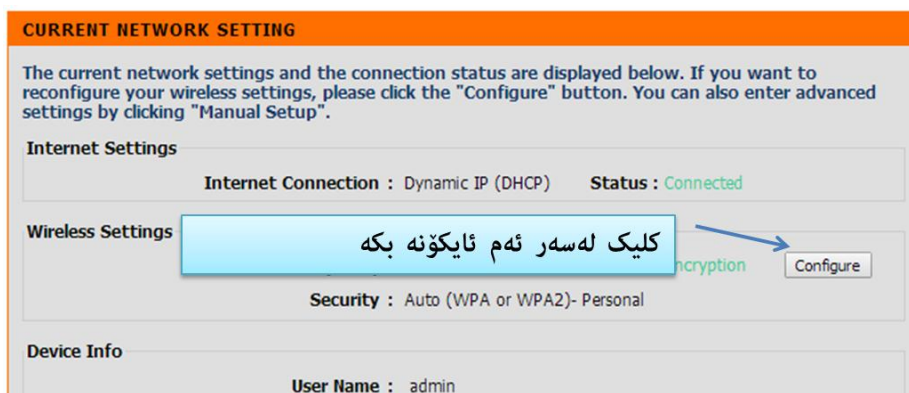 CURRENT NETWORK SETTING
The current network settings and the connection status are displayed below. If you want to
reconfigure your wireless settings, please click the "Configure" button. You can also enter advanced
settings by clicking "Manual Setup".
Internet Settings
Internet Connection : Dynamic IP (DHCP) Status : Connected
Wireless Settings
کلیک لەسەر ئەم ئایکۆنە بکە
ncryption Configure
Security : Auto (WPA or WPA2)- Personal
Device Info
User Name : admin